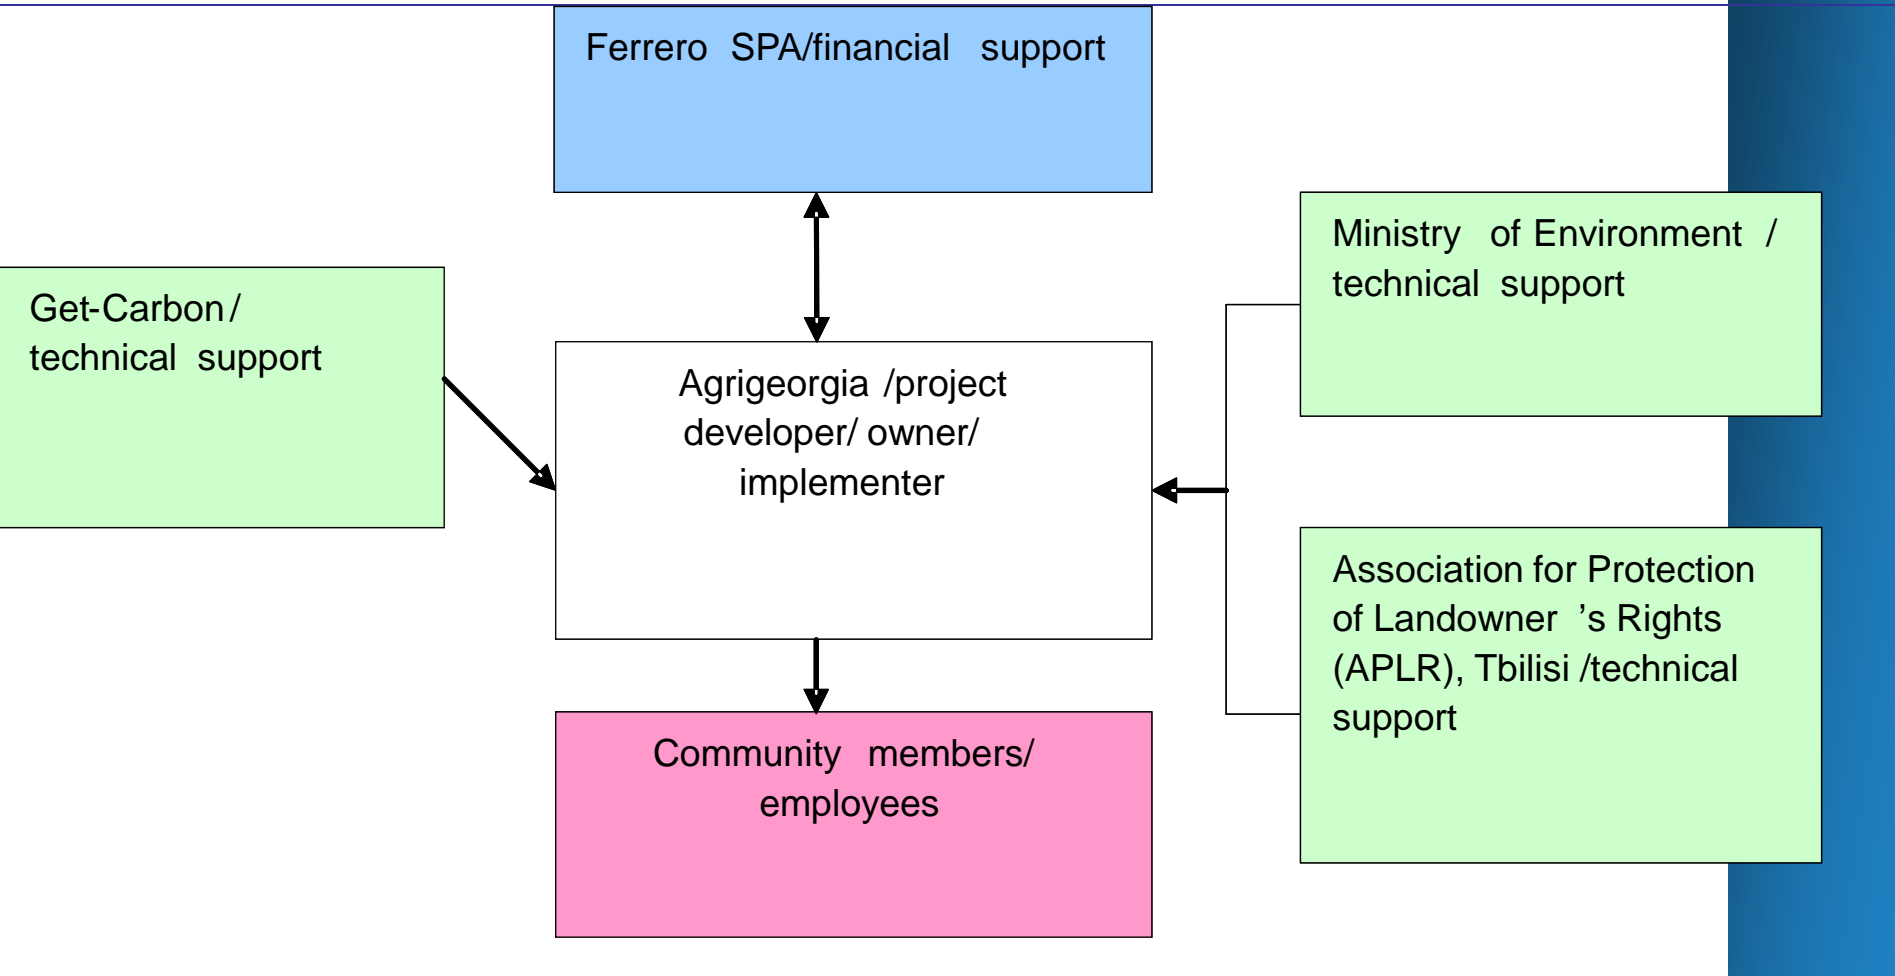 Ferrero SPA/financial support
Ministry of Environment /
technical support
Get-Carbon/
technical support
Agrigeorgia /project
developer/ owner/
implementer
Association for Protection
of Landowner 's Rights
(APLR), Tbilisi /technical
support
Community members/
employees